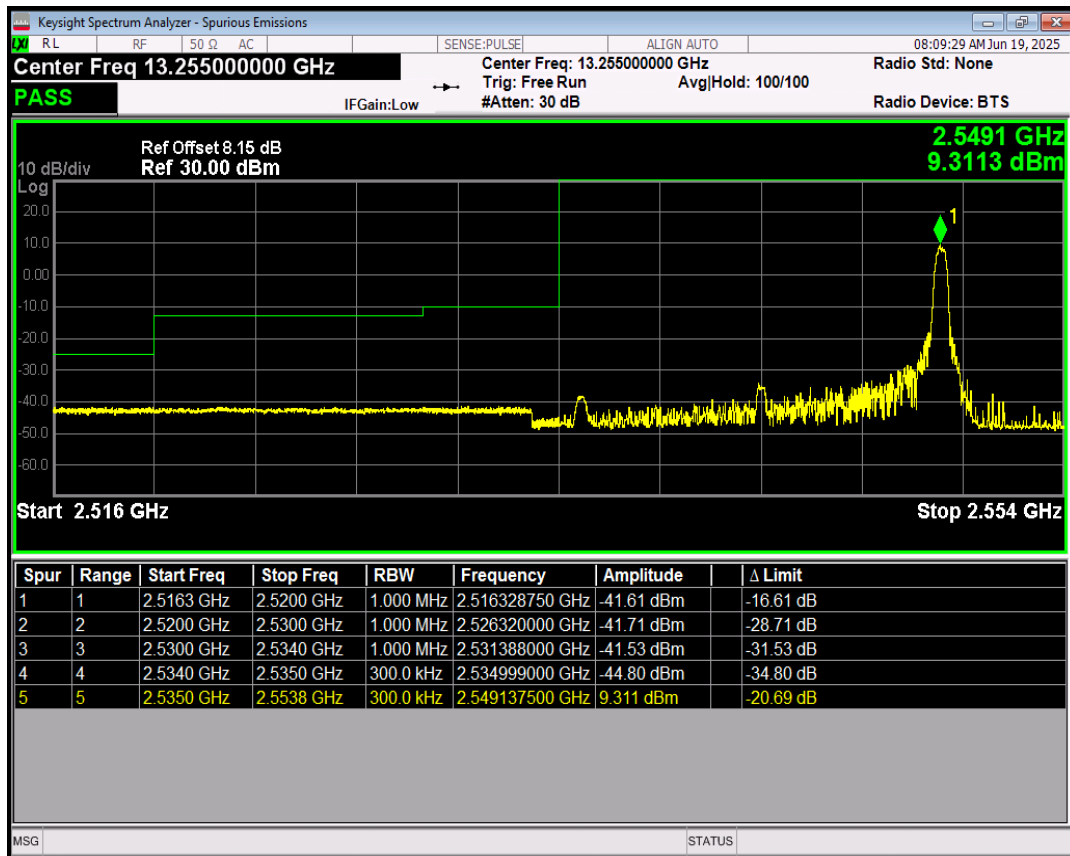 Keysight Spectrum Analyzer - Spurious Emissions
LXI RL RF 50 Ω AC SENSE:PULSE ALIGN AUTO 08:09:29 AM Jun 19, 2025
Center Freq 13.255000000 GHz Center Freq: 13.255000000 GHz Radio Std: None
Trig: Free Run Avg|Hold: 100/100
PASS IFGain:Low #Atten: 30 dB Radio Device: BTS
Ref Offset 8.15 dB 2.5491 GHz
10 dB/div Ref 30.00 dBm 9.3113 dBm
Log
20.0
1
10.0
0.00
-10.0
-20.0
-30.0
-40.0
-50.0
-60.0
Start 2.516 GHz Stop 2.554 GHz
Spur Range Start Freq Stop Freq RBW Frequency Amplitude Δ Limit
1 1 2.5163 GHz 2.5200 GHz 1.000 MHz 2.516328750 GHz -41.61 dBm -16.61 dB
2 2 2.5200 GHz 2.5300 GHz 1.000 MHz 2.526320000 GHz -41.71 dBm -28.71 dB
3 3 2.5300 GHz 2.5340 GHz 1.000 MHz 2.531388000 GHz -41.53 dBm -31.53 dB
4 4 2.5340 GHz 2.5350 GHz 300.0 kHz 2.534999000 GHz -44.80 dBm -34.80 dB
5 5 2.5350 GHz 2.5538 GHz 300.0 kHz 2.549137500 GHz 9.311 dBm -20.69 dB
MSG STATUS